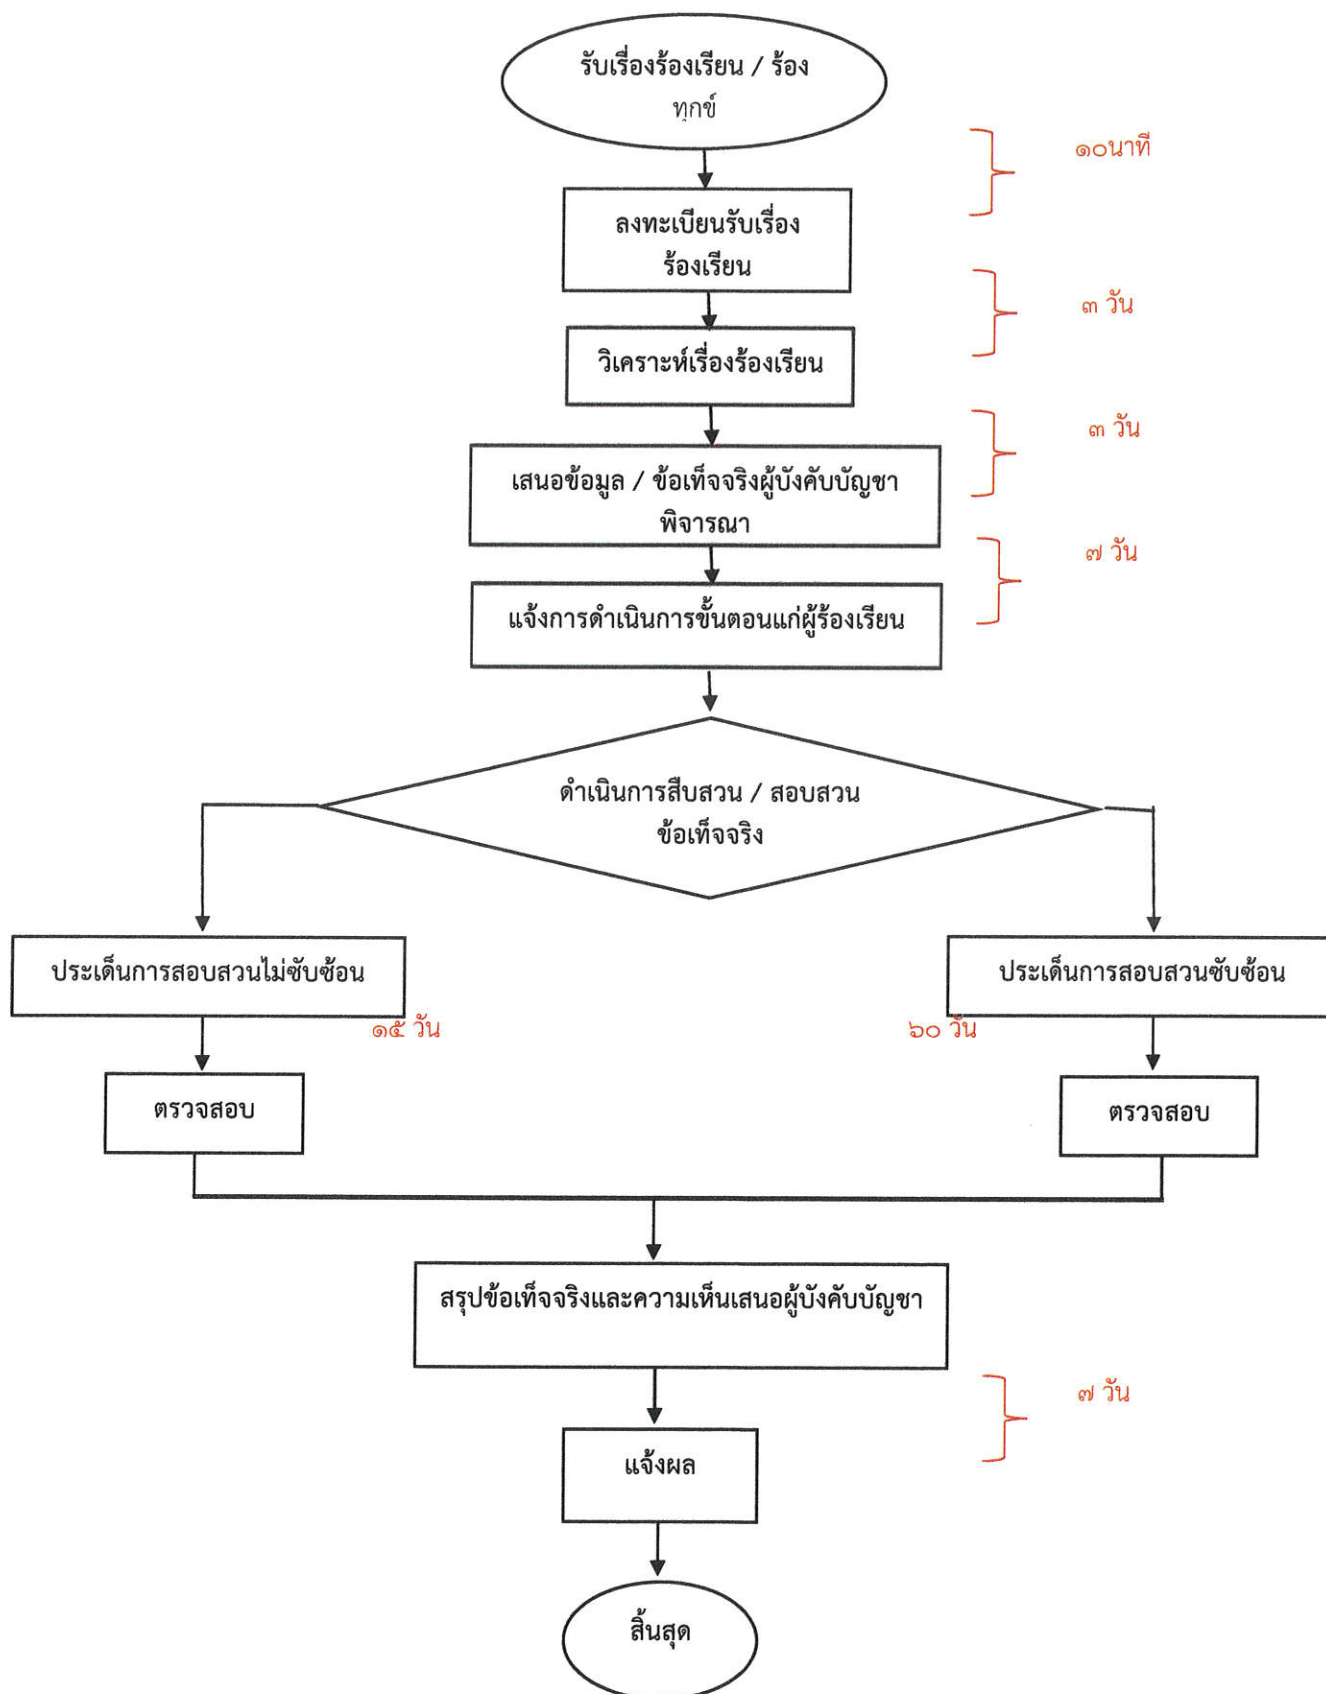 รับเรื่องร้องเรียน / ร้อง
ทุกข์
๑๐นาที
ลงทะเบียนรับเรื่อง
ร้องเรียน
๓ วัน
วิเคราะห์เรื่องร้องเรียน
๓ วัน
เสนอข้อมูล / ข้อเท็จจริงผู้บังคับบัญชา
พิจารณา
๗ วัน
แจ้งการดำเนินการขั้นตอนแก่ผู้ร้องเรียน
ดำเนินการสืบสวน / สอบสวน
ข้อเท็จจริง
ประเด็นการสอบสวนไม่ซับซ้อน
ประเด็นการสอบสวนซับซ้อน
๑๕ วัน
๖๐ วัน
ตรวจสอบ
ตรวจสอบ
สรุปข้อเท็จจริงและความเห็นเสนอผู้บังคับบัญชา
๗ วัน
แจ้งผล
สิ้นสุด